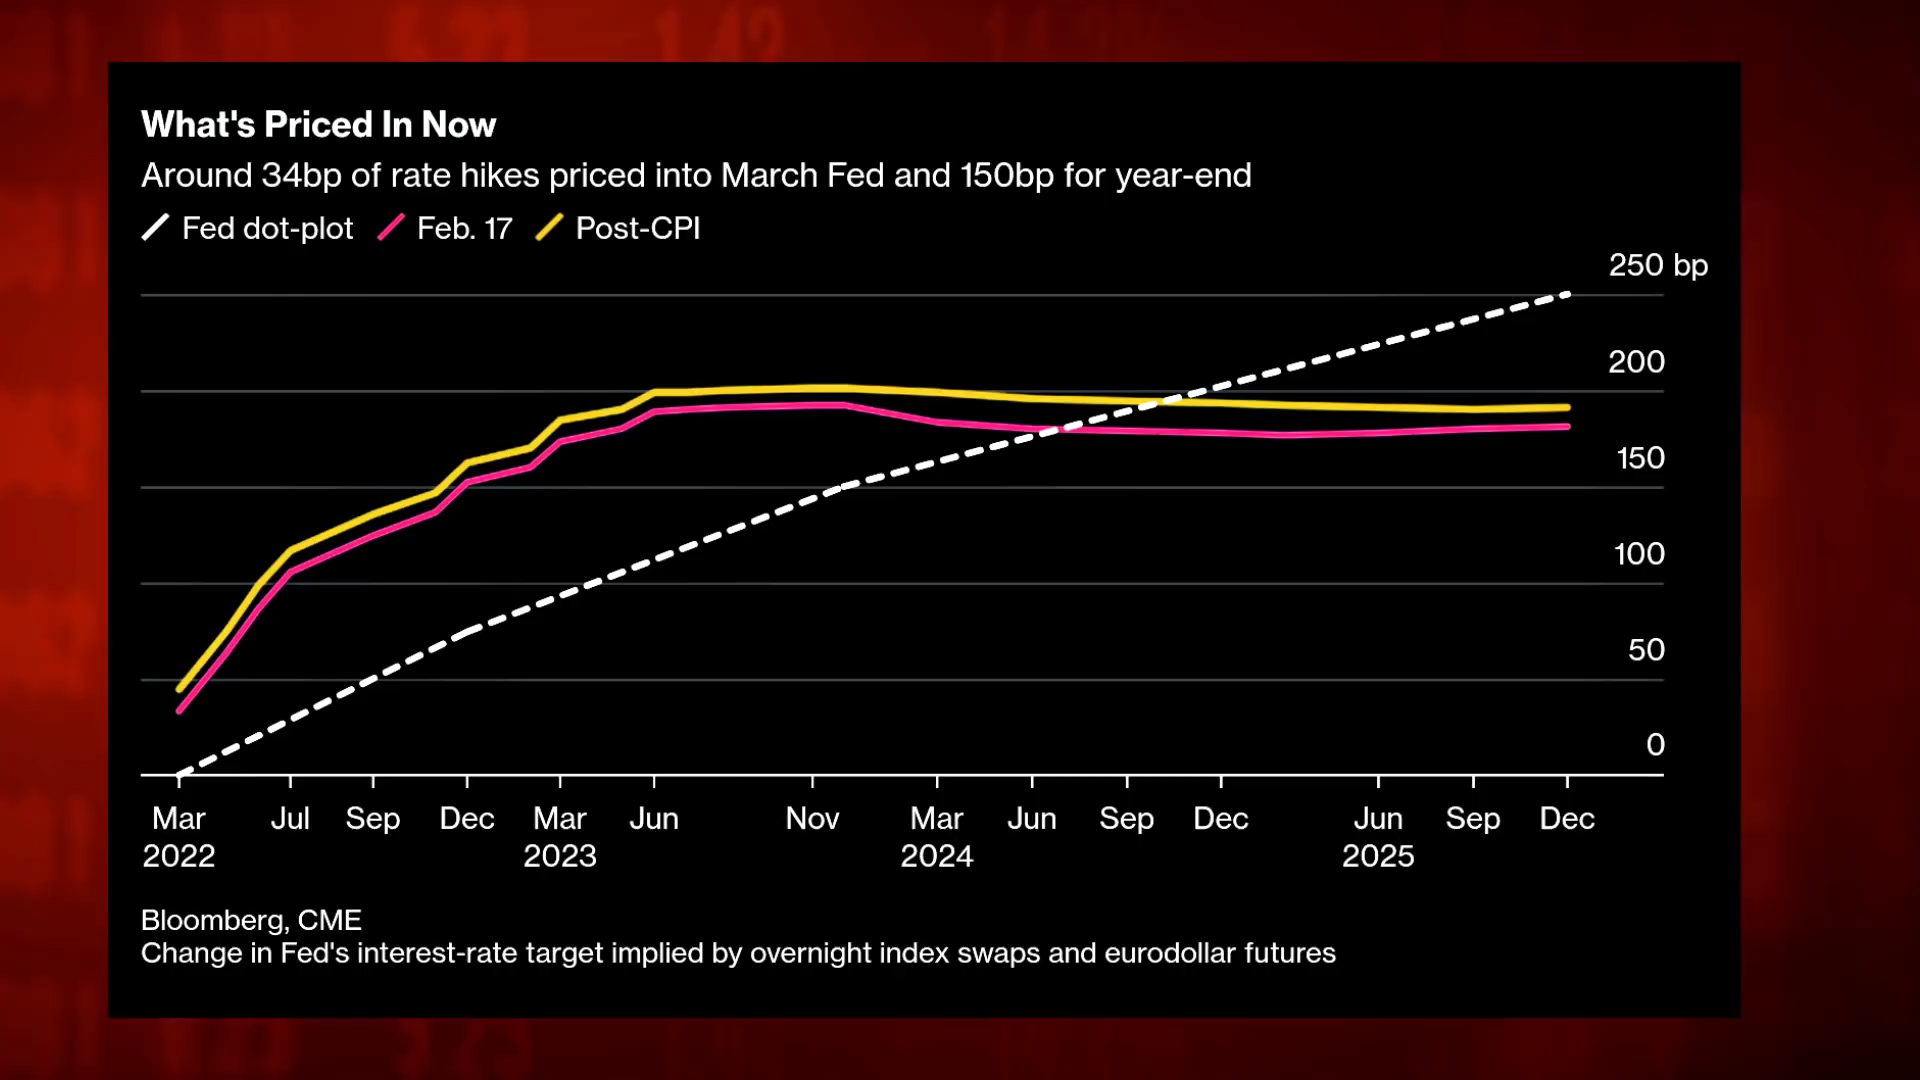 What's Priced In Now
Around 34bp of rate hikes priced into March Fed and 150bp for year-end
Fed dot-plot Feb. 17 Post-CPI
250 bp
200
150
100
50
0
Mar Jul Sep Dec Mar Jun Nov Mar Jun Sep Dec Jun Sep Dec
2022 2023 2024 2025
Bloomberg, CME
Change in Fed's interest-rate target implied by overnight index swaps and eurodollar futures